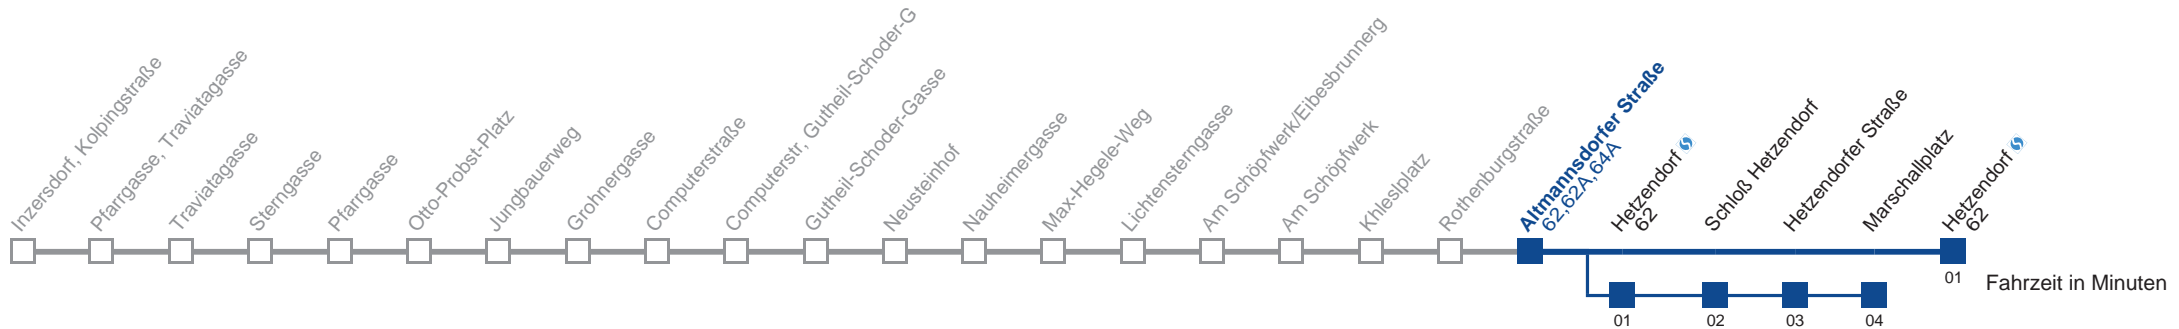 Inzersdorf, Kolpingstraße
Pfarrgasse, Traviatagasse
Traviatagasse
Sterngasse
Pfarrgasse
Otto-Probst-Platz
Jungbauerweg
Grohnergasse
Computerstraße
Computerstr, Gutheil-Schoder-G
Gutheil-Schoder-Gasse
Neusteinhof
Nauheimergasse
Max-Hegele-Weg
Lichtensterngasse
Am Schöpfwerk/Eibesbrunnerg
Am Schöpfwerk
Khleslplatz
Rothenburgstraße
Altmannsdorfer Straße
62,62A,64A
Hetzendorf
62
Schloß Hetzendorf
Hetzendorfer Straße
Marschallplatz
Hetzendorf
62
01
Fahrzeit in Minuten
01
02
03
04